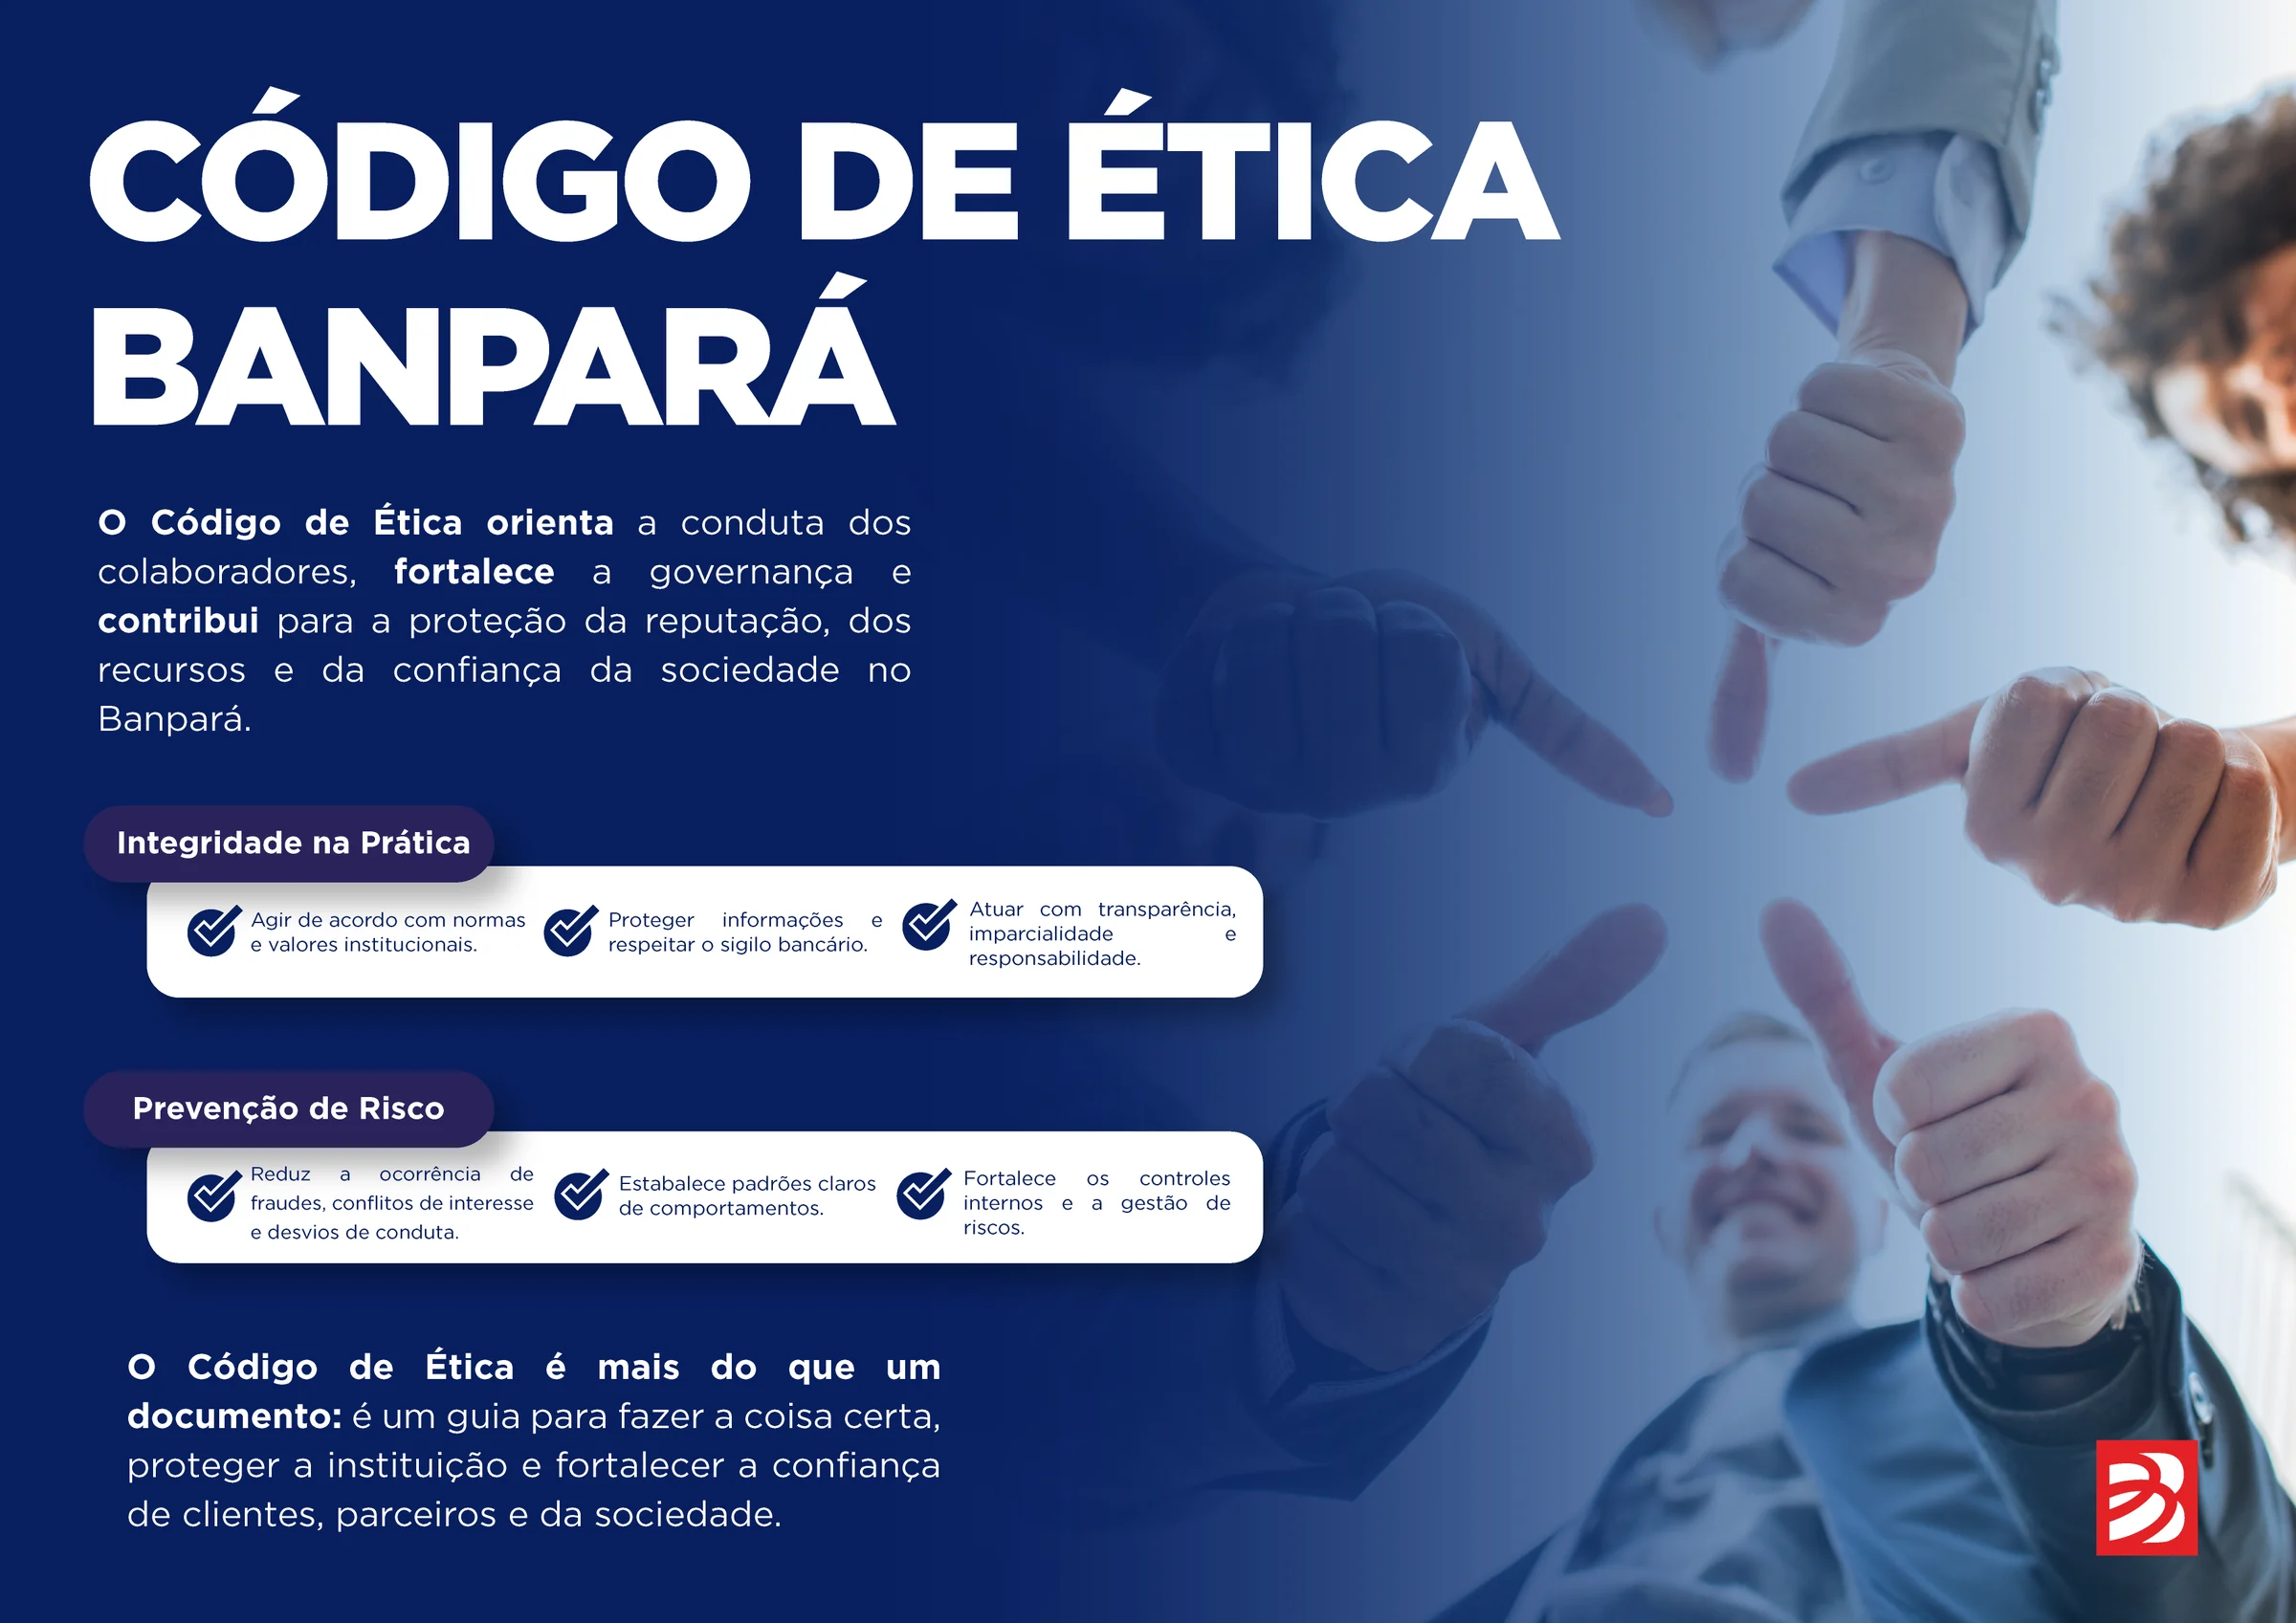 CÓDIGO DE ÉTICA
BANPARÁ
O Código de Ética orienta a conduta dos
colaboradores, fortalece a governança e
contribui para a proteção da reputação, dos
recursos e da confiança da sociedade no
Banpará.
Integridade na Prática
Agir de acordo com normas
e valores institucionais.
Proteger informações e
respeitar o sigilo bancário.
Atuar com transparência,
imparcialidade e
responsabilidade.
Prevenção de Risco
Reduz a ocorrência de
fraudes, conflitos de interesse
e desvios de conduta.
Estabalece padrões claros
de comportamentos.
Fortalece os controles
internos e a gestão de
riscos.
O Código de Ética é mais do que um
documento: é um guia para fazer a coisa certa,
proteger a instituição e fortalecer a confiança
de clientes, parceiros e da sociedade.